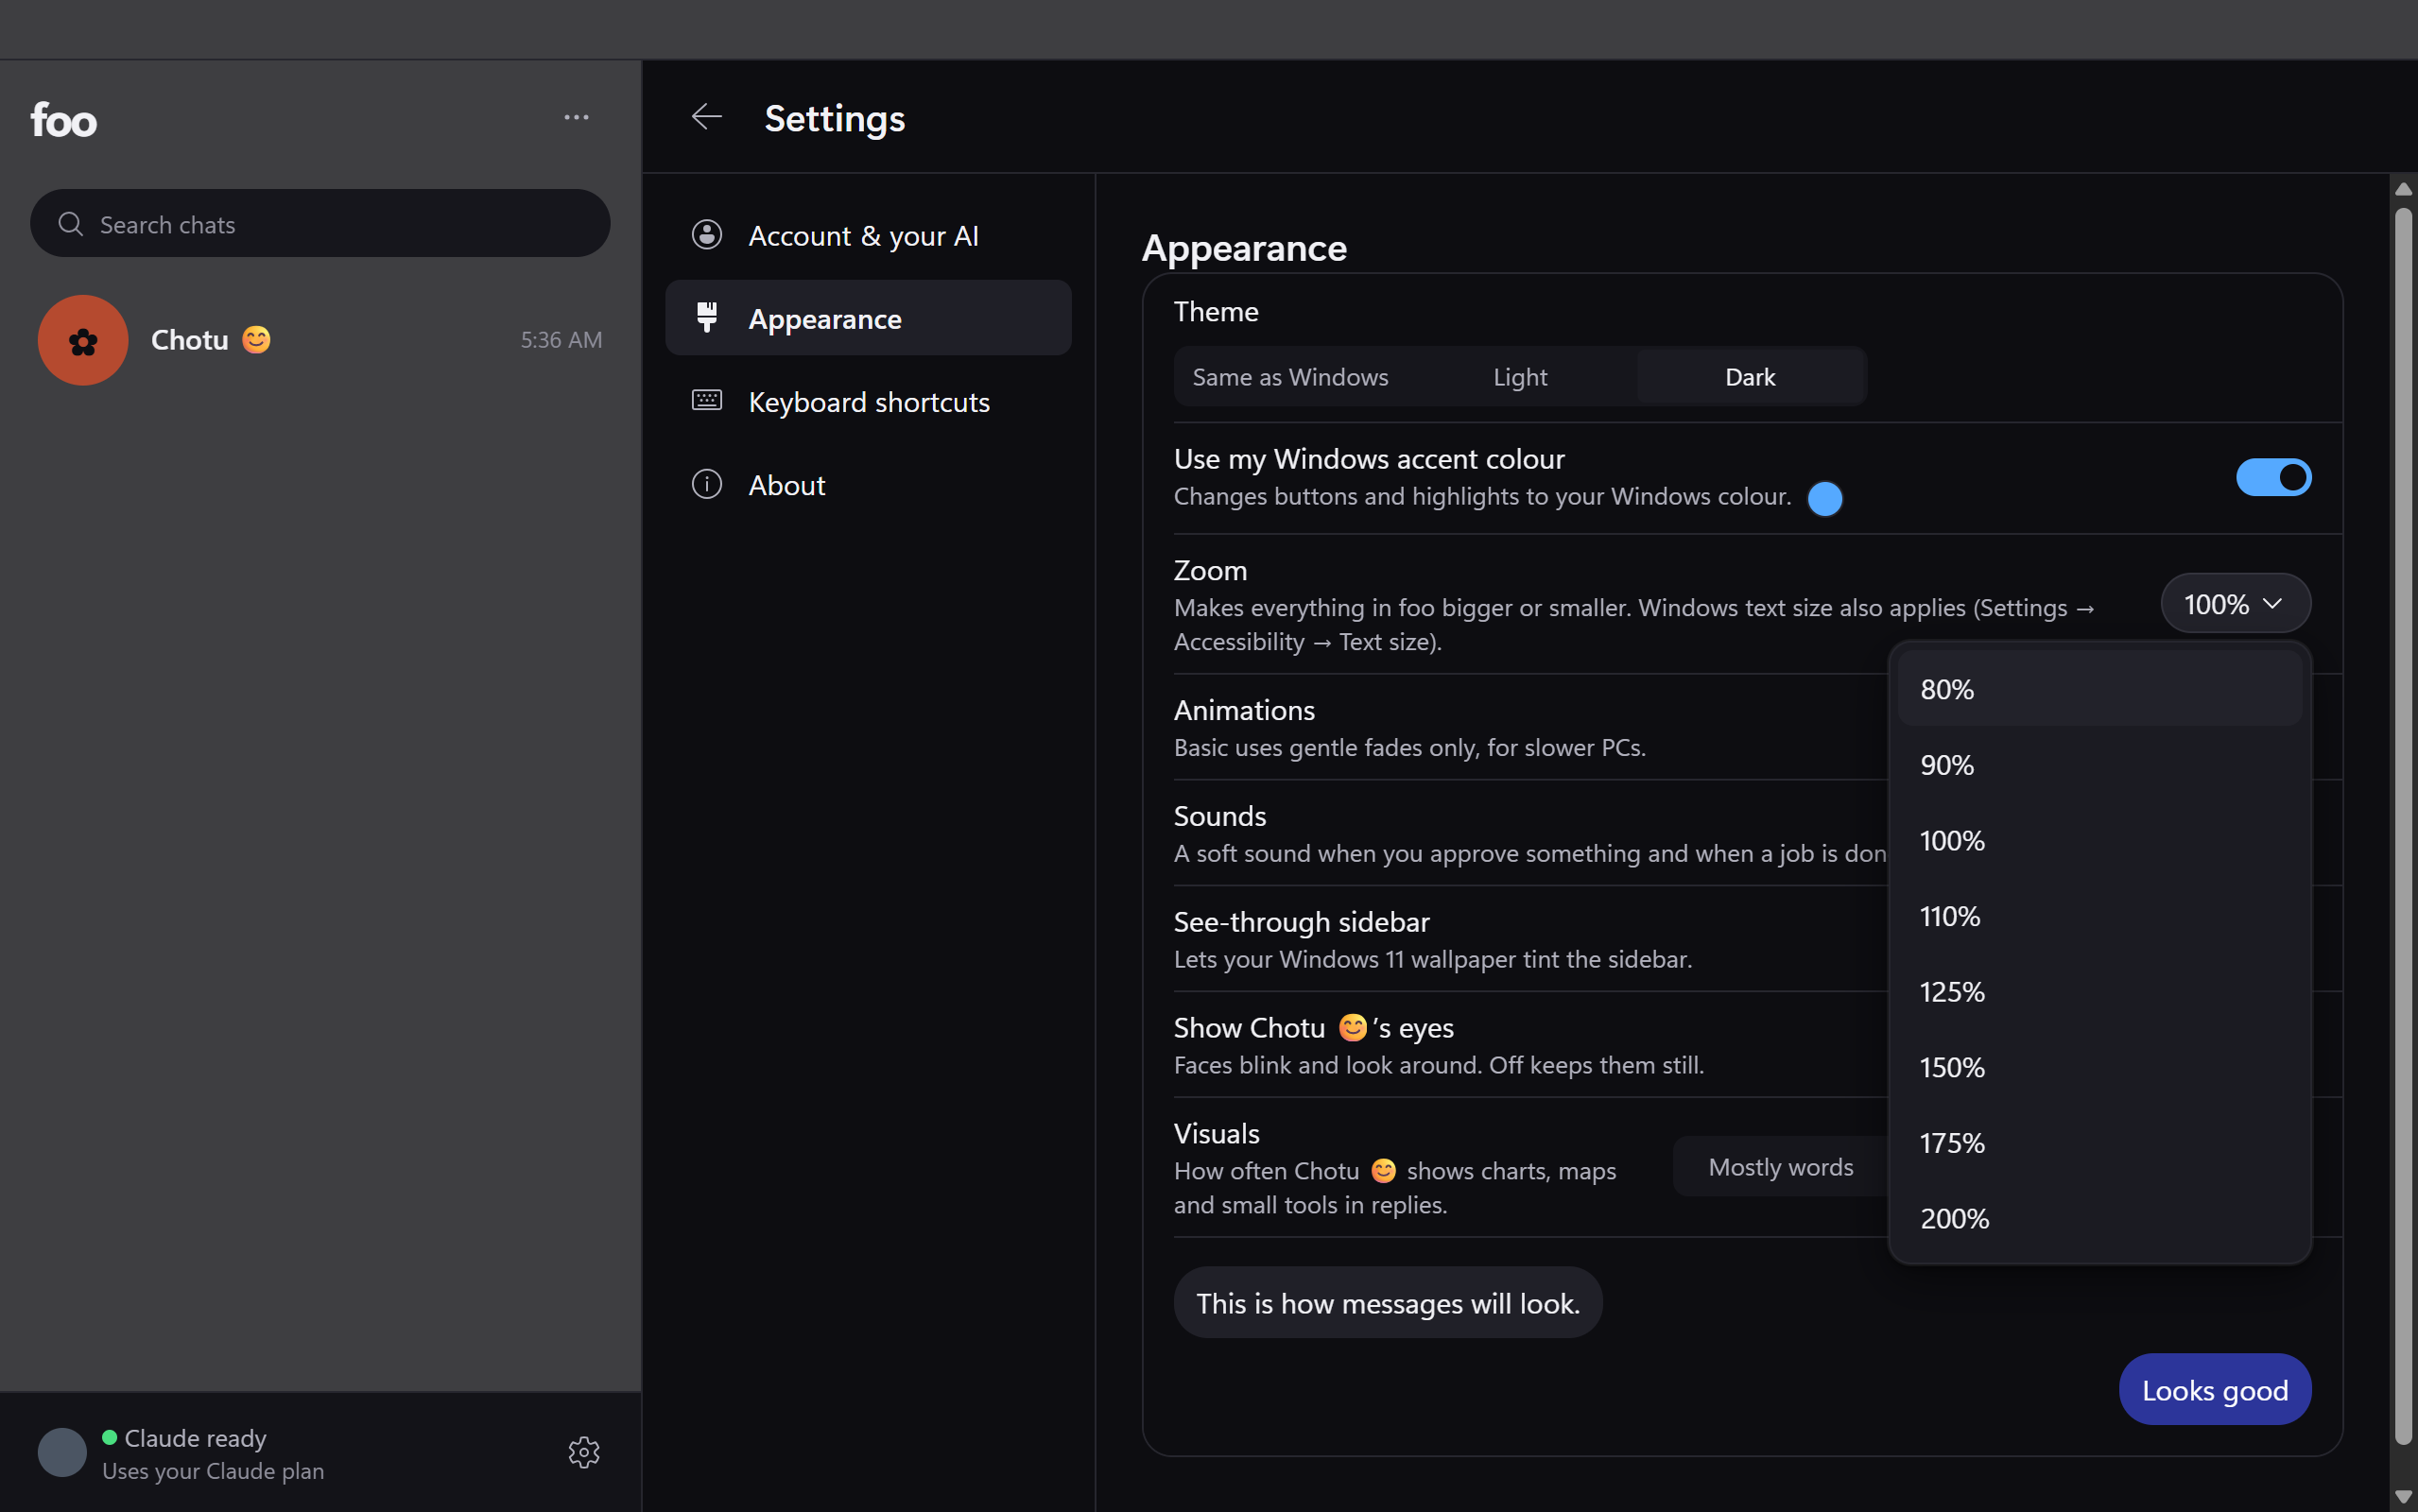 foo
Search chats
Chotu 😊
5:36 AM
Claude ready
Uses your Claude plan
Settings
Account & your AI
Appearance
Keyboard shortcuts
About
Appearance
Theme
Same as Windows
Light
Dark
Use my Windows accent colour
Changes buttons and highlights to your Windows colour.
Zoom
Makes everything in foo bigger or smaller. Windows text size also applies (Settings →
Accessibility → Text size).
100%
80%
90%
100%
110%
125%
150%
175%
200%
Animations
Basic uses gentle fades only, for slower PCs.
Sounds
A soft sound when you approve something and when a job is don
See-through sidebar
Lets your Windows 11 wallpaper tint the sidebar.
Show Chotu 😊’s eyes
Faces blink and look around. Off keeps them still.
Visuals
How often Chotu 😊 shows charts, maps
and small tools in replies.
Mostly words
This is how messages will look.
Looks good